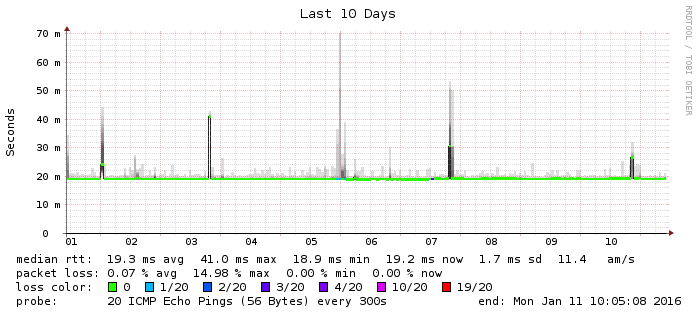 Last 10 Days
RRDTOOL / TOBI OETIKER
70 m
60 m
50 m
40 m
30 m
20 m
10 m
0
Seconds
01 02 03 04 05 06 07 08 09 10
median rtt: 19.3 ms avg 41.0 ms max 18.9 ms min 19.2 ms now 1.7 ms sd 11.4 am/s
packet loss: 0.07 % avg 14.98 % max 0.00 % min 0.00 % now
loss color: 0 1/20 2/20 3/20 4/20 10/20 19/20
probe: 20 ICMP Echo Pings (56 Bytes) every 300s end: Mon Jan 11 10:05:08 2016